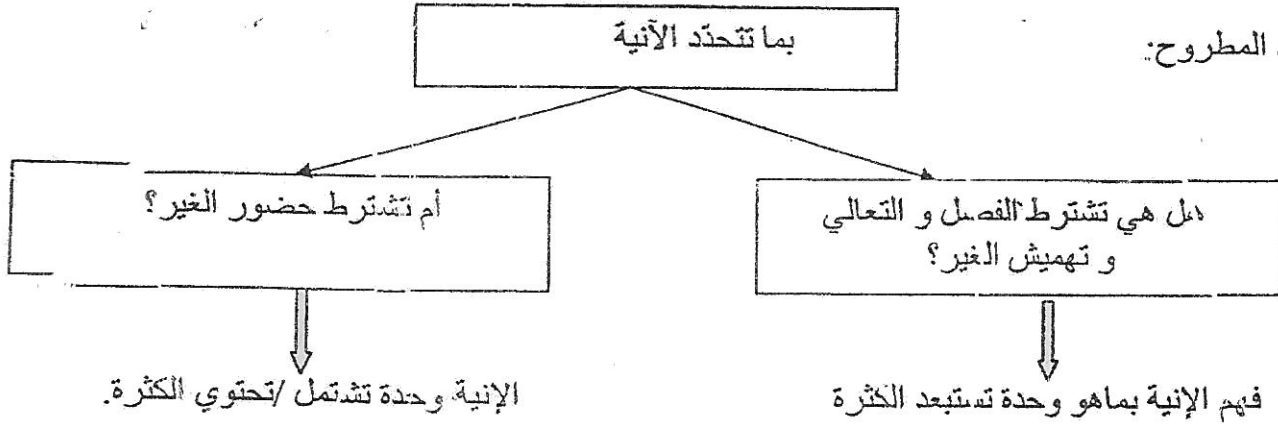 المطروح:
بما تتحدّد الآنية
هل هي تشترط الفصل و التعالي
و تهميش الغير؟
أم تشترط حضور الغير؟
فهم الإنية بماهو وحدة تستبعد الكثرة
الإنية وحدة تشتمل /تحتوي الكثرة.